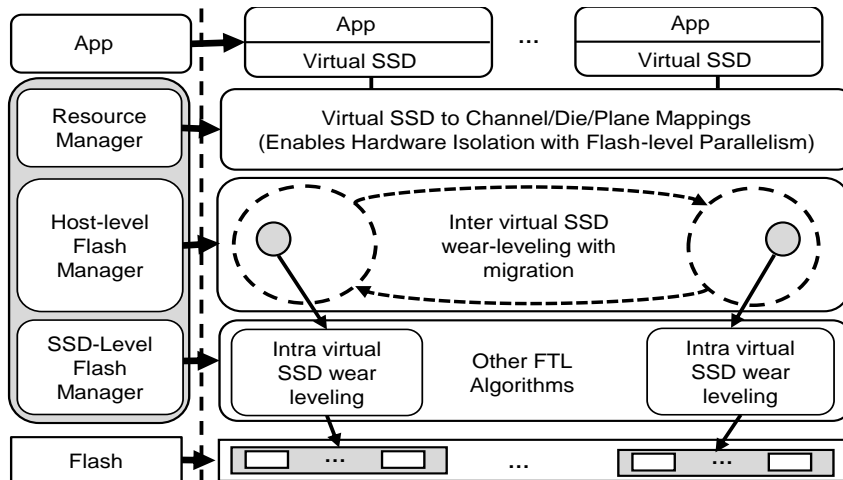 App
App
Virtual SSD
...
App
Virtual SSD
Resource
Manager
Virtual SSD to Channel/Die/Plane Mappings
(Enables Hardware Isolation with Flash-level Parallelism)
Host-level
Flash
Manager
Inter virtual SSD
wear-leveling with
migration
SSD-Level
Flash
Manager
Intra virtual
SSD wear
leveling
Other FTL
Algorithms
Intra virtual
SSD wear
leveling
Flash
...
...
...